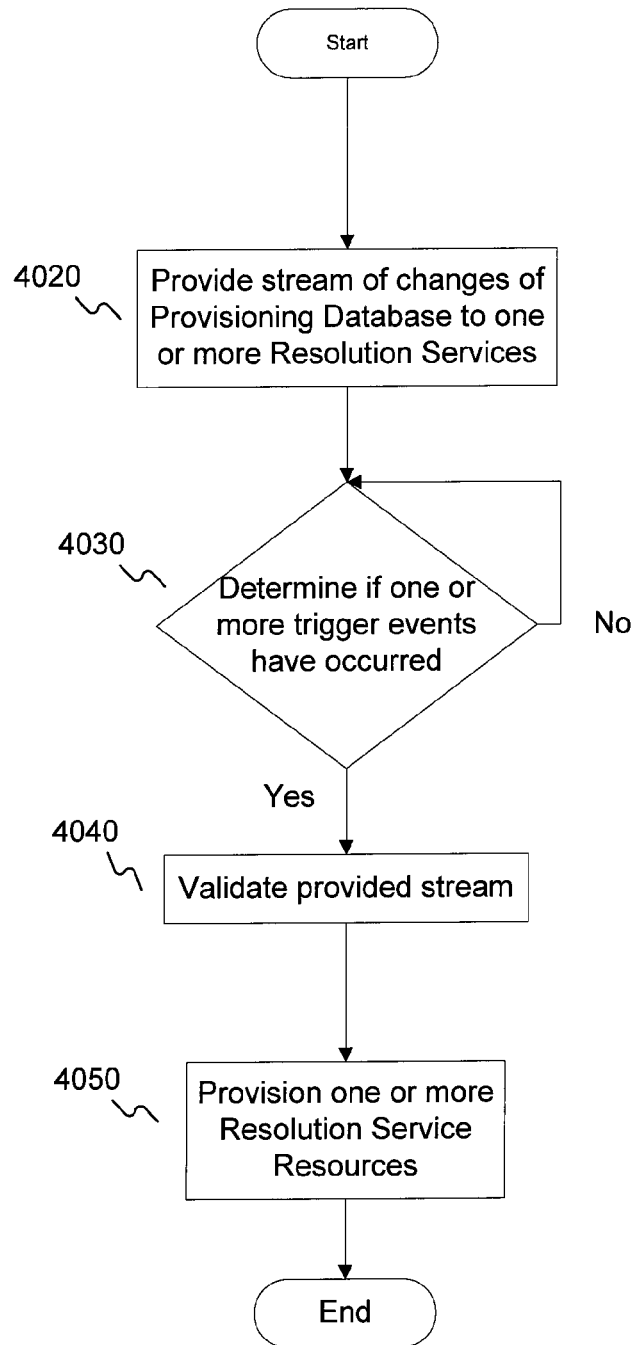 Start
4020
Provide stream of changes of
Provisioning Database to one
or more Resolution Services
4030
Determine if one or
more trigger events
have occurred
No
Yes
4040
Validate provided stream
4050
Provision one or more
Resolution Service
Resources
End